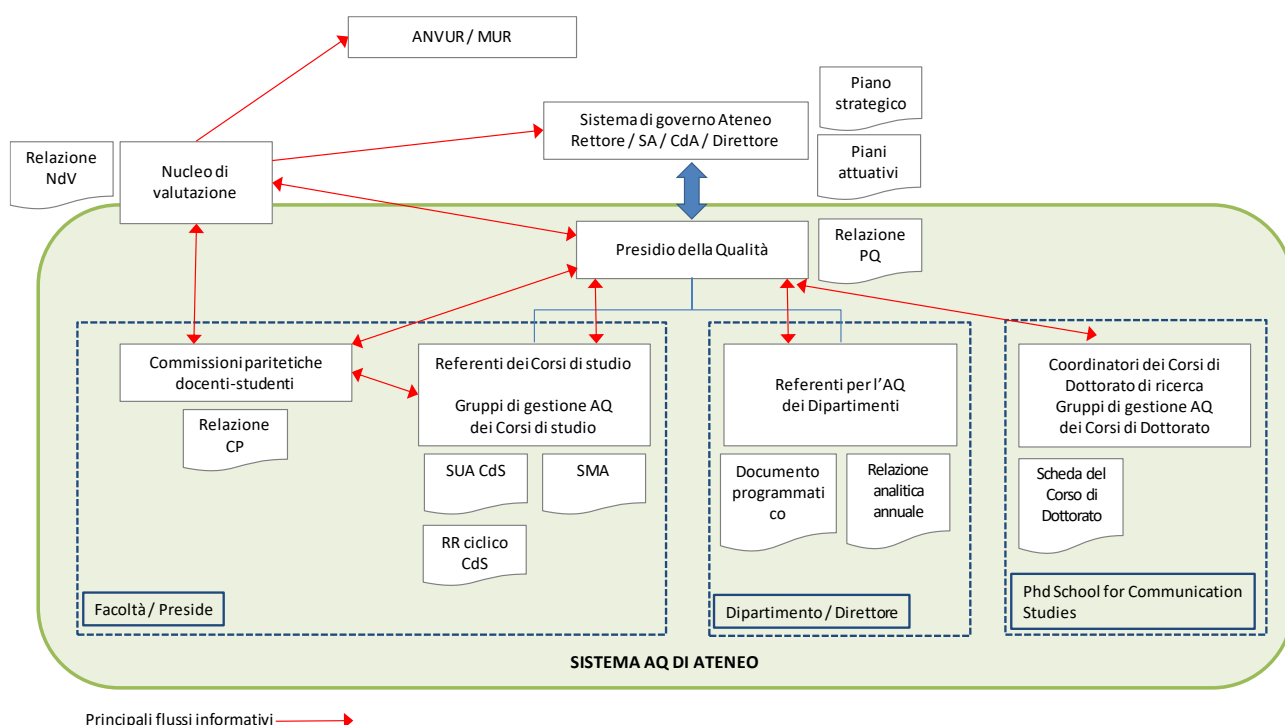 ANVUR / MUR
Piano
strategico
Sistema di governo Ateneo
Rettore / SA / CdA / Direttore
Piani
attuativi
Relazione
NdV
Nucleo di
valutazione
Presidio della Qualità
Relazione
PQ
Commissioni paritetiche
docenti-studenti
Relazione
CP
Referenti dei Corsi di studio
Gruppi di gestione AQ
dei Corsi di studio
SUA CdS
SMA
RR ciclico
CdS
Facoltà / Preside
Referenti per l'AQ
dei Dipartimenti
Documento
programmati
co
Relazione
analitica
annuale
Dipartimento / Direttore
Coordinatori dei Corsi di
Dottorato di ricerca
Gruppi di gestione AQ
dei Corsi di Dottorato
Scheda del
Corso di
Dottorato
Phd School for Communication
Studies
SISTEMA AQ DI ATENEO
Principali flussi informativi